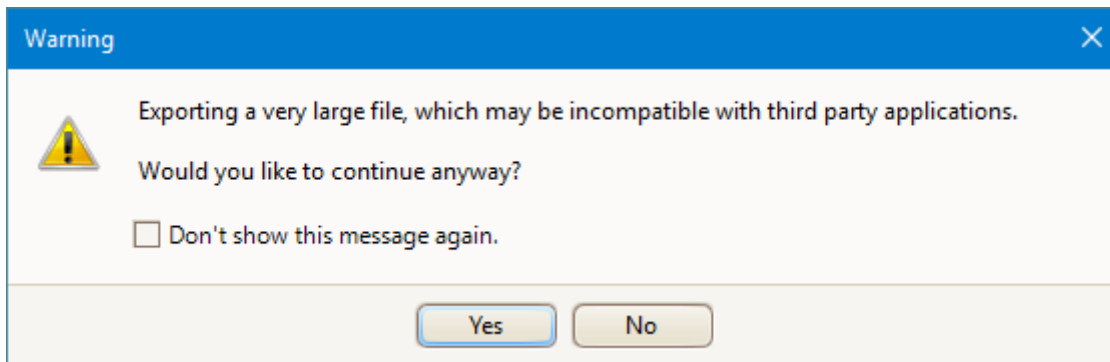 Warning
Exporting a very large file, which may be incompatible with third party applications.
Would you like to continue anyway?
Don't show this message again.
Yes
No